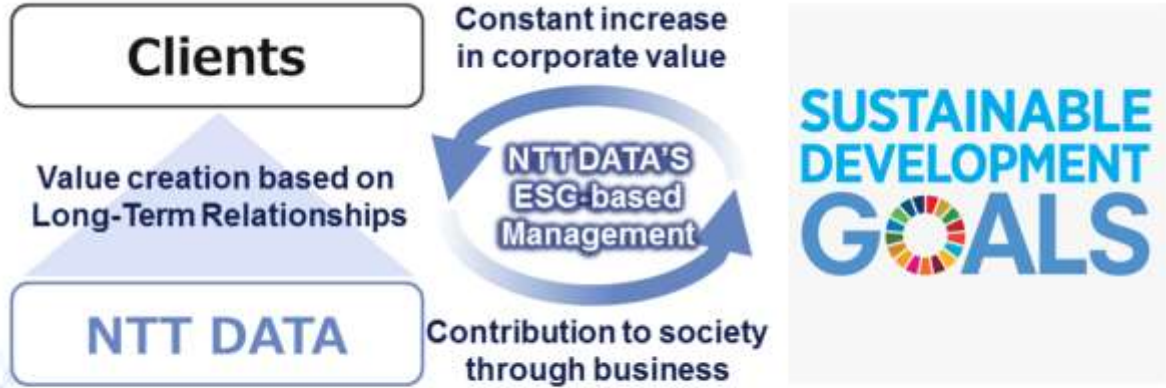 Clients
Value creation based on
Long-Term Relationships
NTT DATA
Constant increase
in corporate value
NTT DATA'S
ESG-based
Management
Contribution to society
through business
SUSTAINABLE
DEVELOPMENT
GOALS